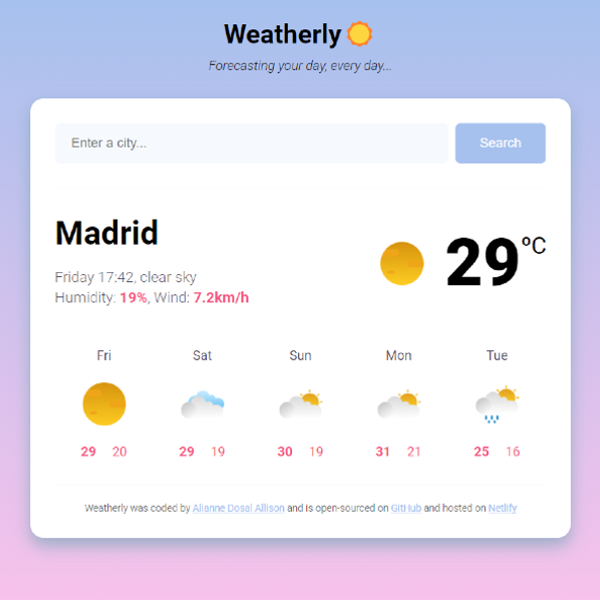 Weatherly
Forecasting your day, every day...
Enter a city... Search
Madrid
29°C
Friday 17:42, clear sky
Humidity: 19%, Wind: 7.2km/h
Fri Sat Sun Mon Tue
29 20 29 19 30 19 31 21 25 16
Weatherly was coded by Alianne Dosal Allison and is open-sourced on GitHub and hosted on Netlify